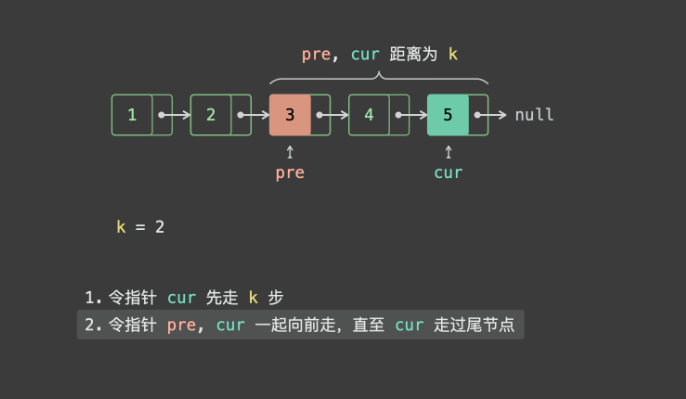 pre, cur 距离为 k
1 2 3 4 5 null
pre cur
k = 2
1. 令指针 cur 先走 k 步
2. 令指针 pre, cur 一起向前走，直至 cur 走过尾节点